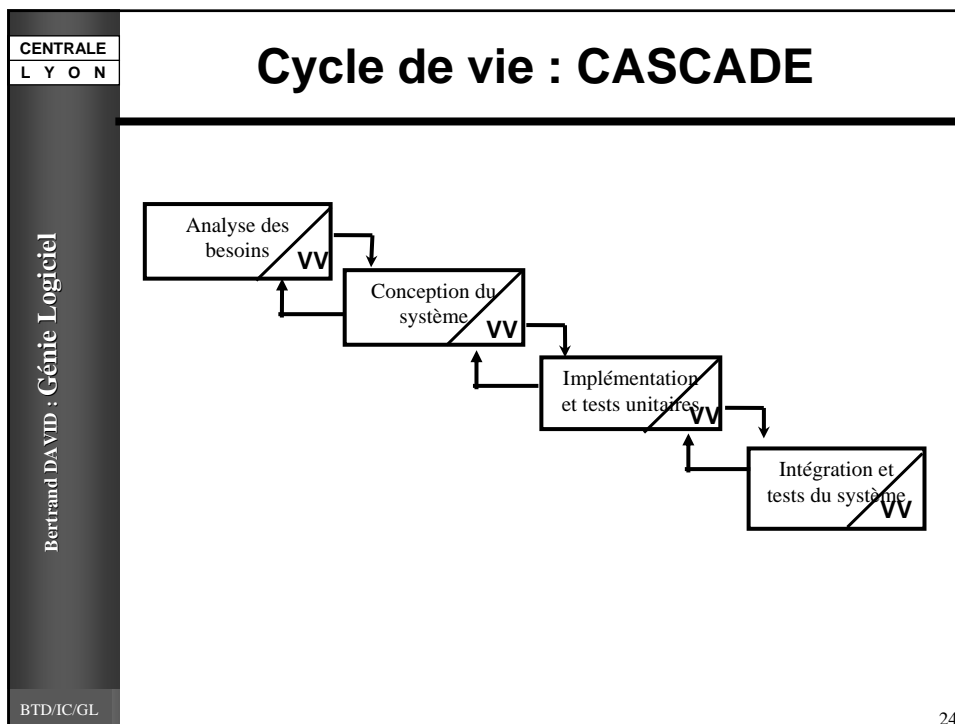 CENTRALE
L Y O N
Cycle de vie : CASCADE
Bertrand DAVID : Génie Logiciel
Analyse des
besoins
VV
Conception du
système
VV
Implémentation
et tests unitaires
VV
Intégration et
tests du système
VV
BTD/IC/GL
24